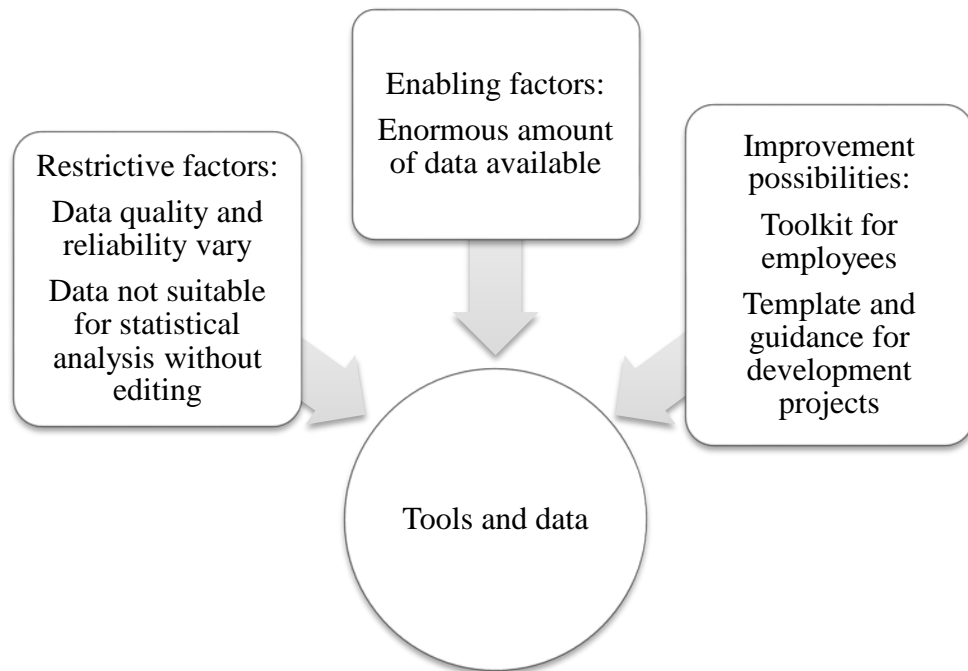 Restrictive factors:
Data quality and
reliability vary
Data not suitable
for statistical
analysis without
editing
Enabling factors:
Enormous amount
of data available
Improvement
possibilities:
Toolkit for
employees
Template and
guidance for
development
projects
Tools and data